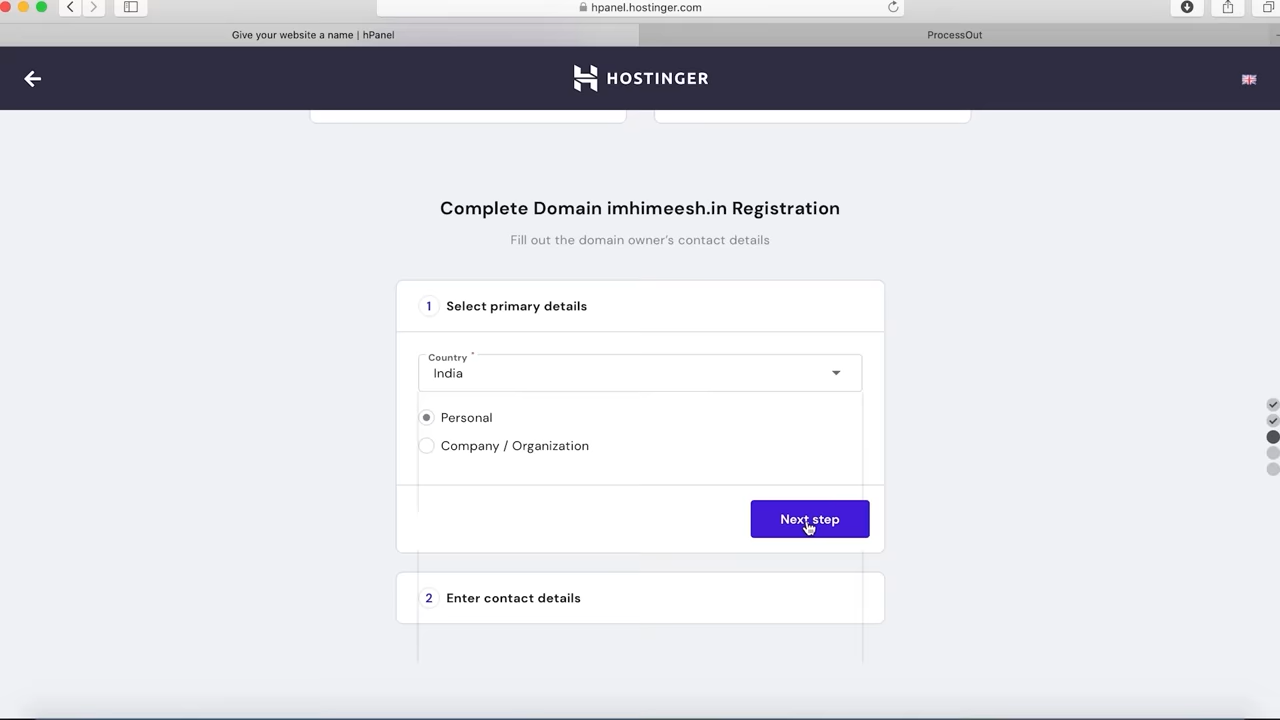 hpanel.hostinger.com
Give your website a name | hPanel
ProcessOut
HOSTINGER
Complete Domain imhimeesh.in Registration
Fill out the domain owner's contact details
1 Select primary details
Country *
India
Personal
Company / Organization
Next step
2 Enter contact details